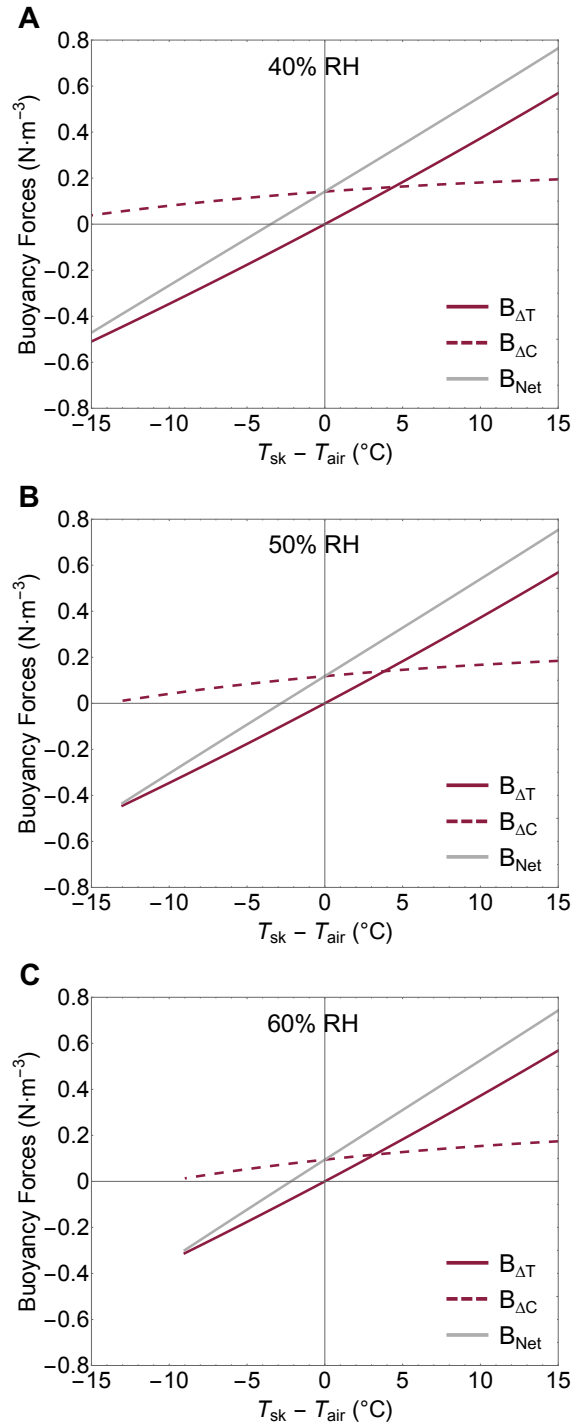 A
40% RH
Buoyancy Forces (N·m⁻³)
0.8
0.6
0.4
0.2
0
−0.2
−0.4
−0.6
−0.8
B_ΔT
B_ΔC
B_Net
−15 −10 −5 0 5 10 15
T_sk − T_air (°C)
B
50% RH
Buoyancy Forces (N·m⁻³)
0.8
0.6
0.4
0.2
0
−0.2
−0.4
−0.6
−0.8
B_ΔT
B_ΔC
B_Net
−15 −10 −5 0 5 10 15
T_sk − T_air (°C)
C
60% RH
Buoyancy Forces (N·m⁻³)
0.8
0.6
0.4
0.2
0
−0.2
−0.4
−0.6
−0.8
B_ΔT
B_ΔC
B_Net
−15 −10 −5 0 5 10 15
T_sk − T_air (°C)